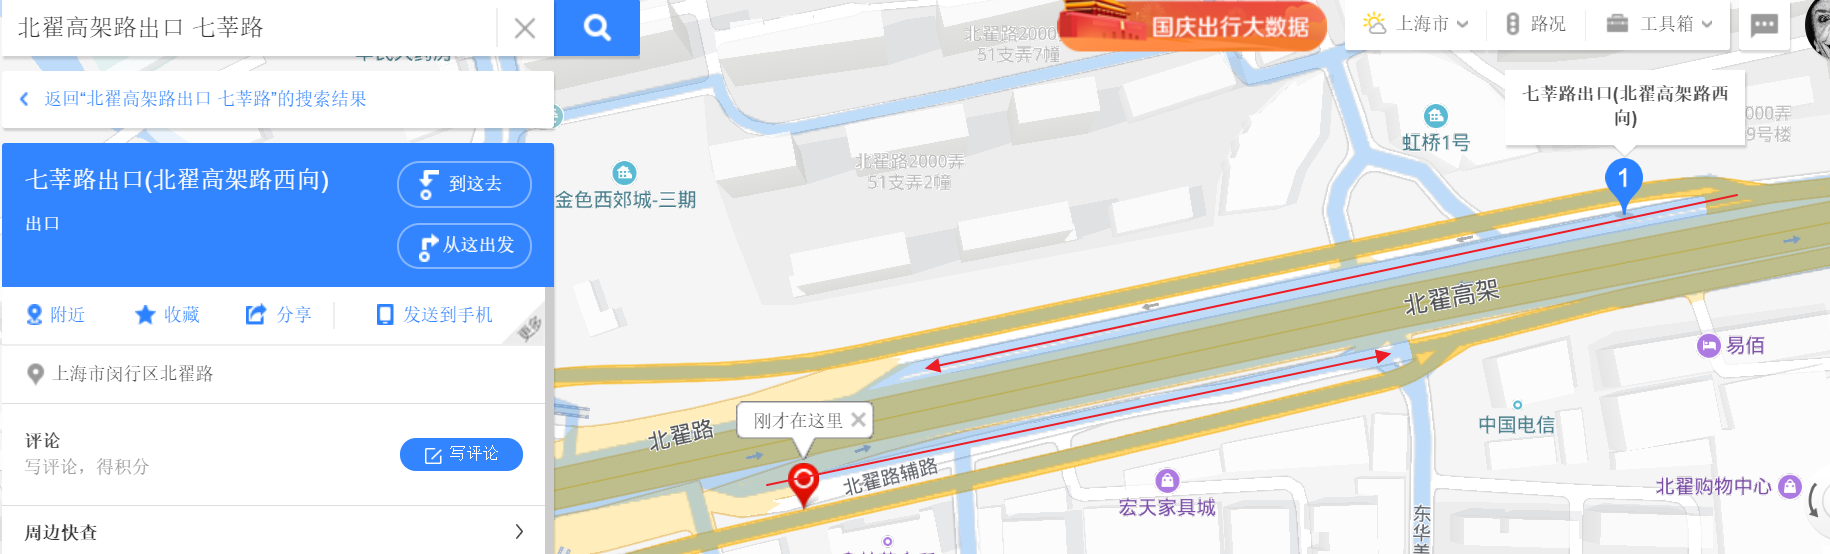 北翟高架路出口 七莘路
返回“北翟高架路出口 七莘路”的搜索结果
七莘路出口(北翟高架路西向)
出口
到这去
从这出发
附近
收藏
分享
发送到手机
更多
上海市闵行区北翟路
评论
写评论，得积分
写评论
周边快查
国庆出行大数据
上海市
路况
工具箱
七莘路出口(北翟高架路西
向)
1
北翟路2000
51支弄7幢
北翟路2000弄
51支弄2幢
金色西郊城-三期
虹桥1号
000弄
9号楼
北翟高架
易佰
中国电信
北翟路
刚才在这里
北翟路辅路
宏天家具城
北翟购物中心
东华美